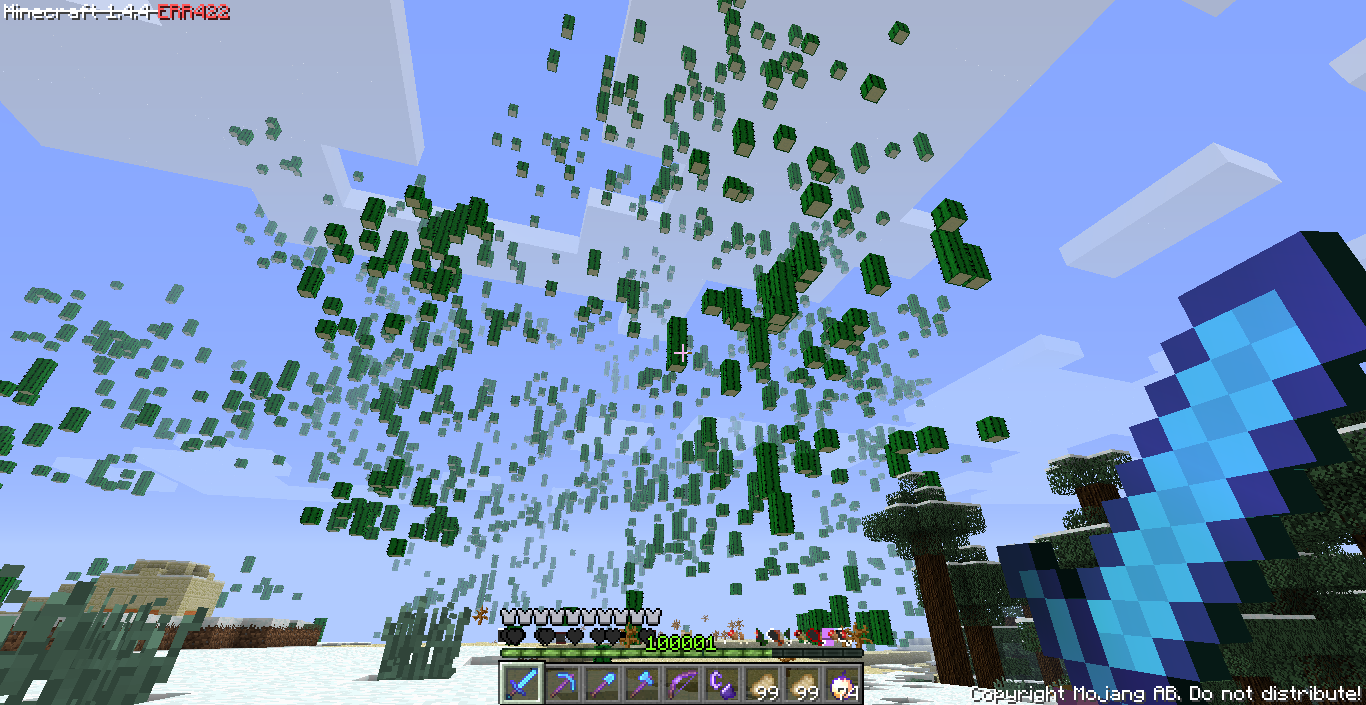 Minecraft 1.4.4 ERR422
100001
99 99
Copyright Mojang AB. Do not distribute!